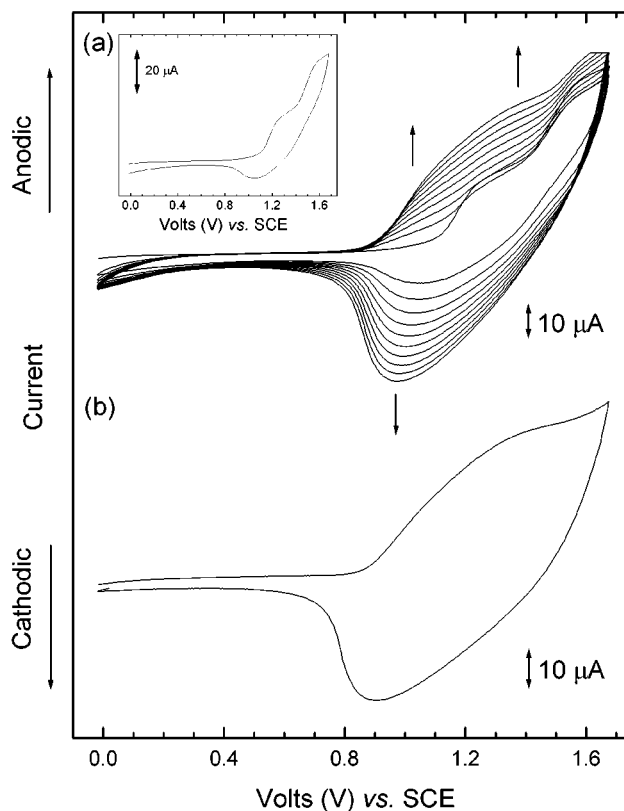 (a)
20 μA
0.0 0.4 0.8 1.2 1.6
Volts (V) vs. SCE
10 μA
Anodic
Current
Cathodic
(b)
10 μA
0.0 0.4 0.8 1.2 1.6
Volts (V) vs. SCE